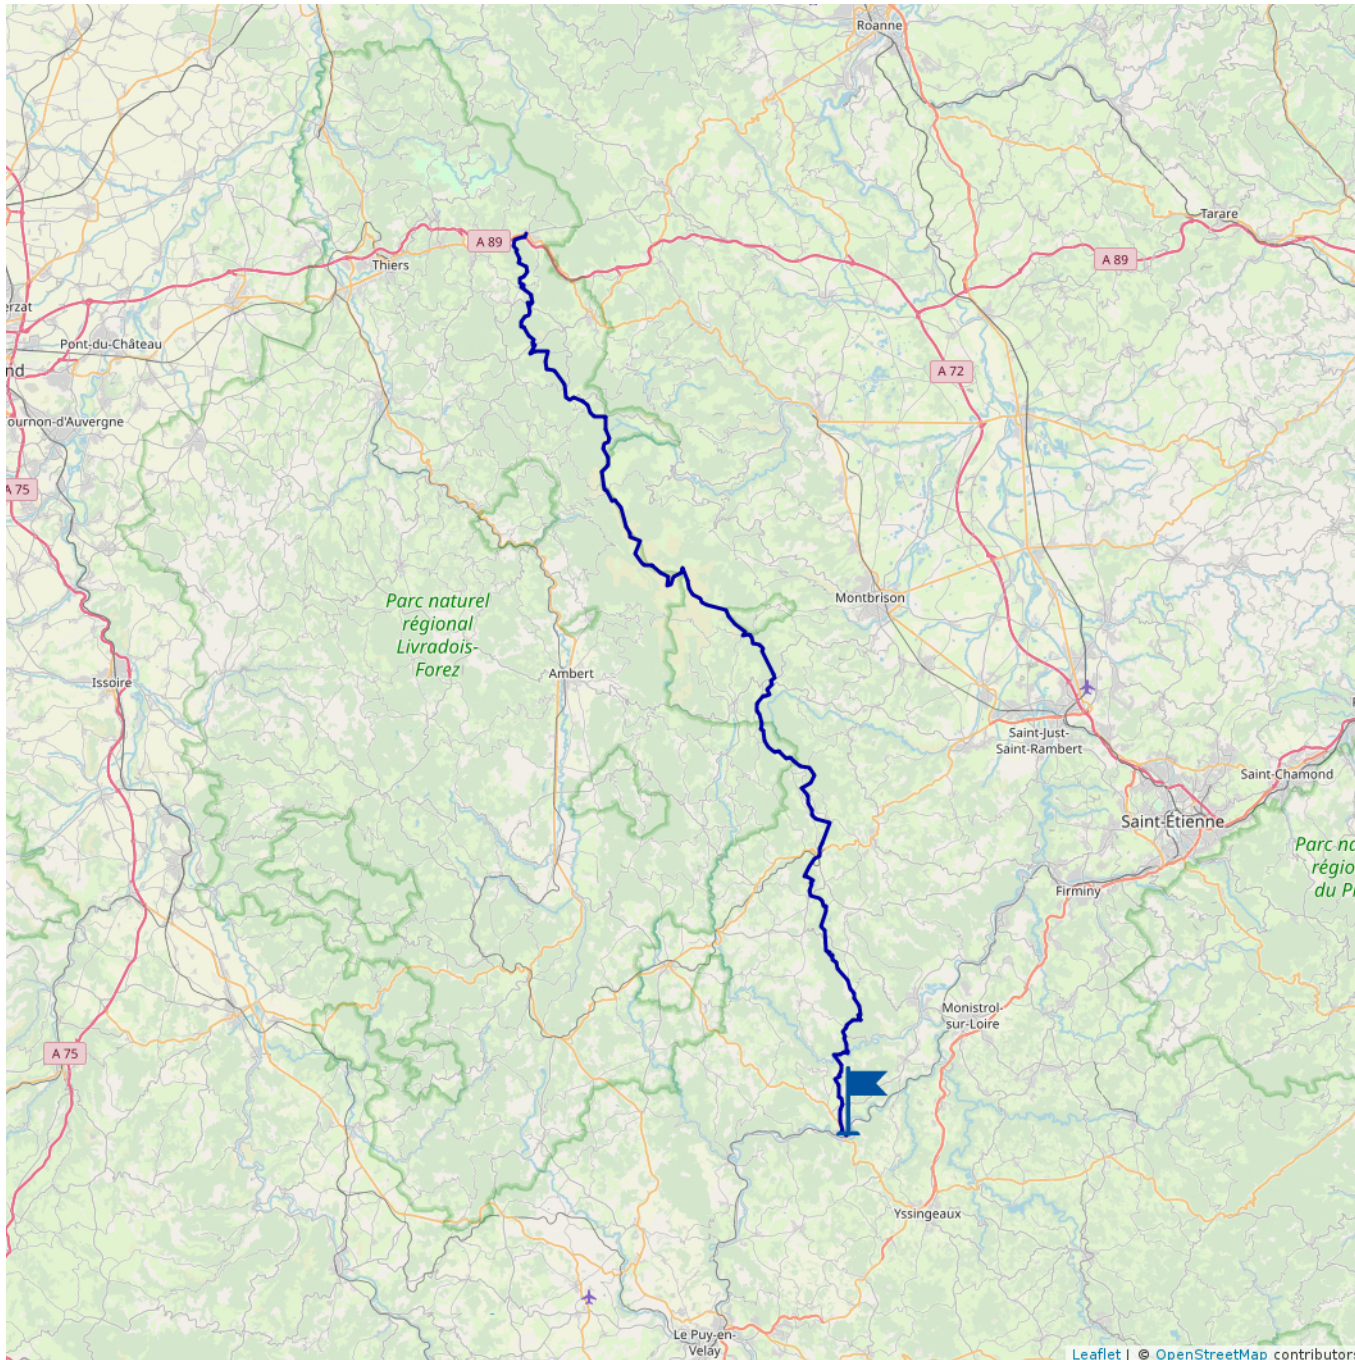 Roanne
Tarare
A 89
Thiers
A 89
erzat
Pont-du-Château
nd
A 72
ournon-d'Auvergne
A 75
Parc naturel
régional
Livradois-
Forez
Montbrison
Ambert
Issoire
Saint-Just-
Saint-Rambert
Saint-Chamond
Saint-Étienne
Parc na
régio
du Pi
Firminy
Monistrol-
sur-Loire
A 75
Yssingeaux
Le Puy-en-
Velay
Leaflet | © OpenStreetMap contributors